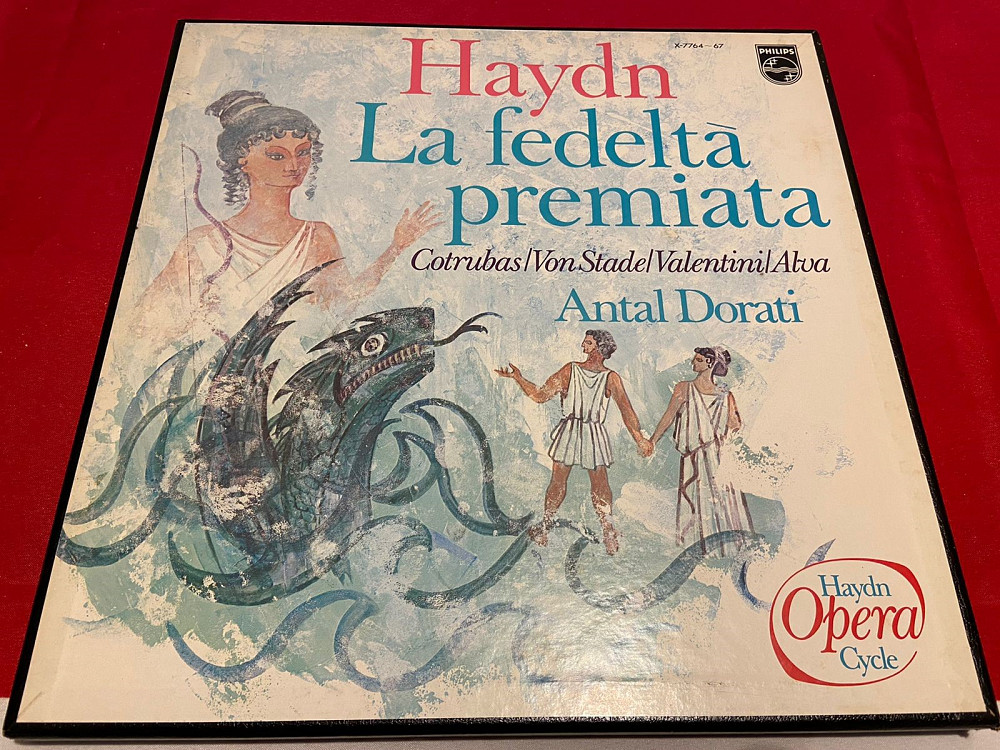 Haydn
X-7764~67
PHILIPS
La fedeltà
premiata
Cotrubas/Von Stade/Valentini/Alva
Antal Dorati
Haydn
Opera
Cycle